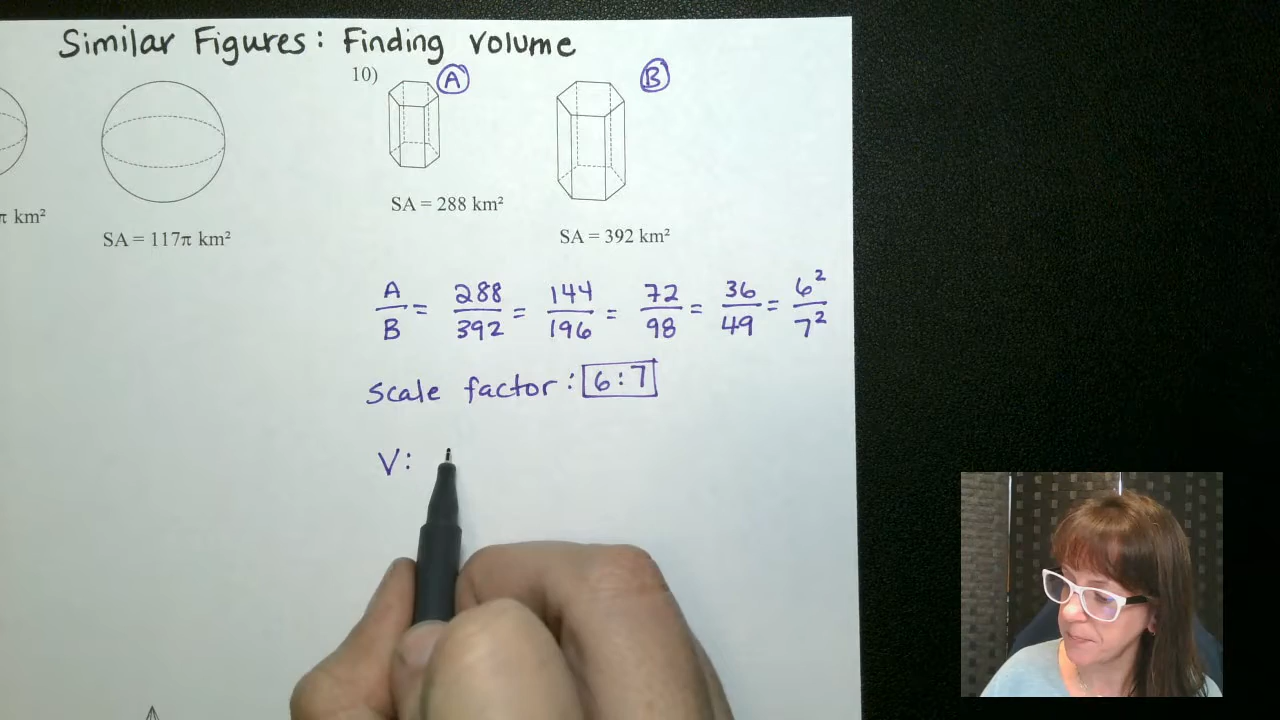 Similar Figures: Finding Volume
10) A B
π km²
SA = 117π km²
SA = 288 km²
SA = 392 km²
A/B = 288/392 = 144/196 = 72/98 = 36/49 = 6²/7²
Scale factor: 6:7
V: